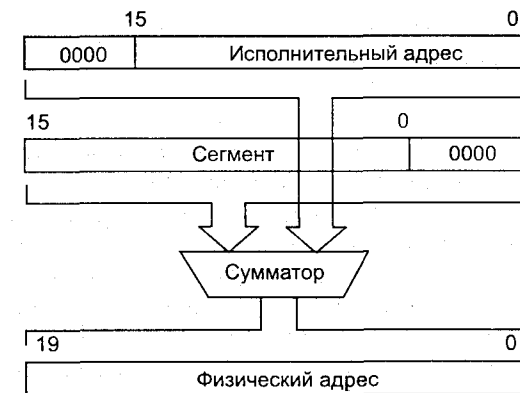 15 0
0000 Исполнительный адрес
15 0
Сегмент 0000
Сумматор
19 0
Физический адрес